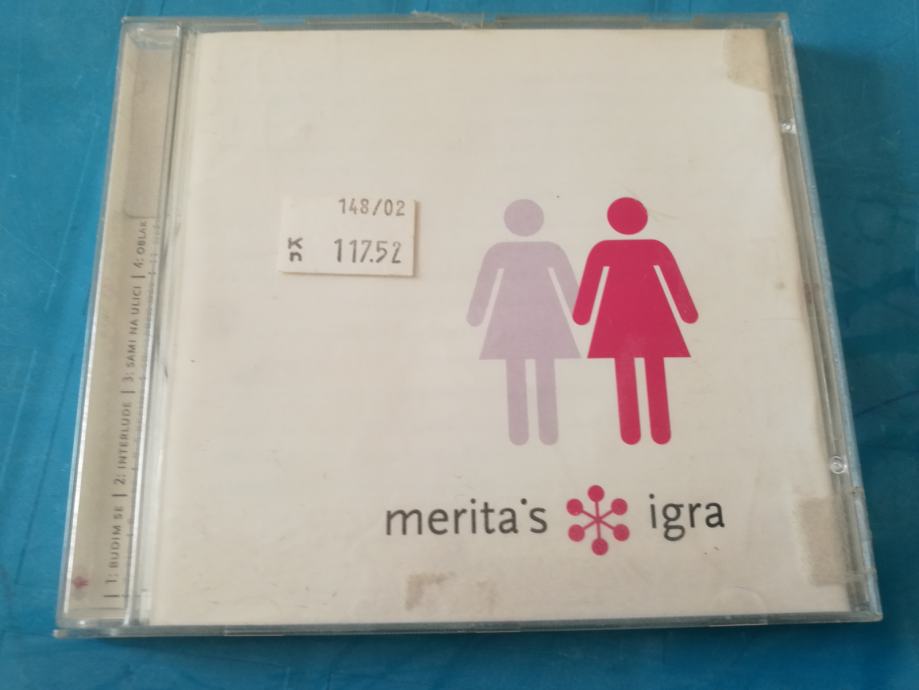 148/02
Kn 117.52
merita's igra
| 1: BUDIM SE | 2: INTERLUDE | 3: SAMI NA ULICI | 4: OBLAK